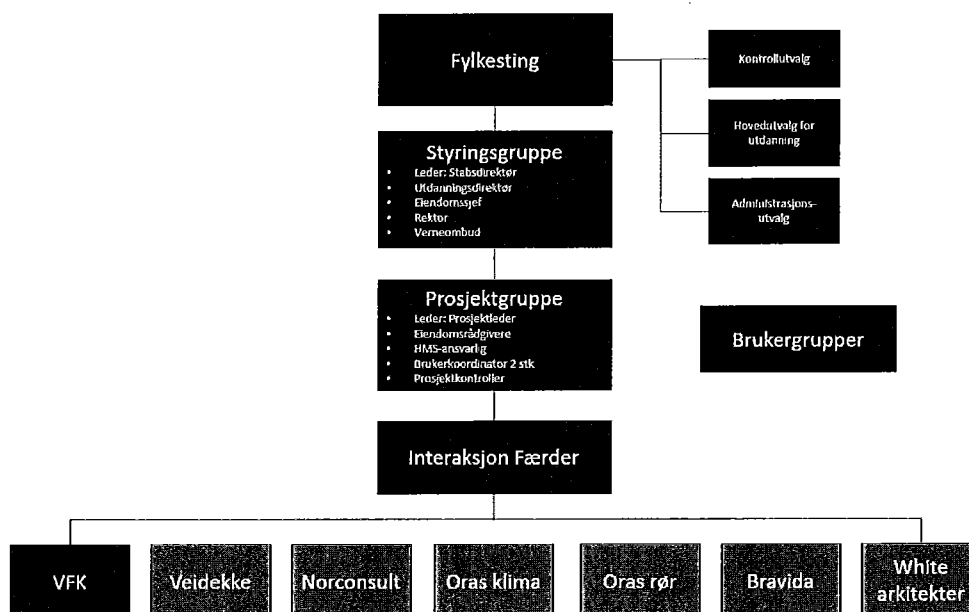 Fylkesting
Kontrollutvalg
Hovedutvalg for
utdanning
Administrasjons-
utvalg
Styringsgruppe
• Leder: Stabsdirektør
• Utdanningsdirektør
• Eiendomssjef
• Rektor
• Verneombud
Prosjektgruppe
• Leder: Prosjektleder
• Eiendomsrådgivere
• HMS-ansvarlig
• Brukerkoordinator 2 stk
• Prosjektkontroller
Brukergrupper
Interaksjon Færder
VFK
Veidekke
Norconsult
Oras klima
Oras rør
Bravida
White
arkitekter